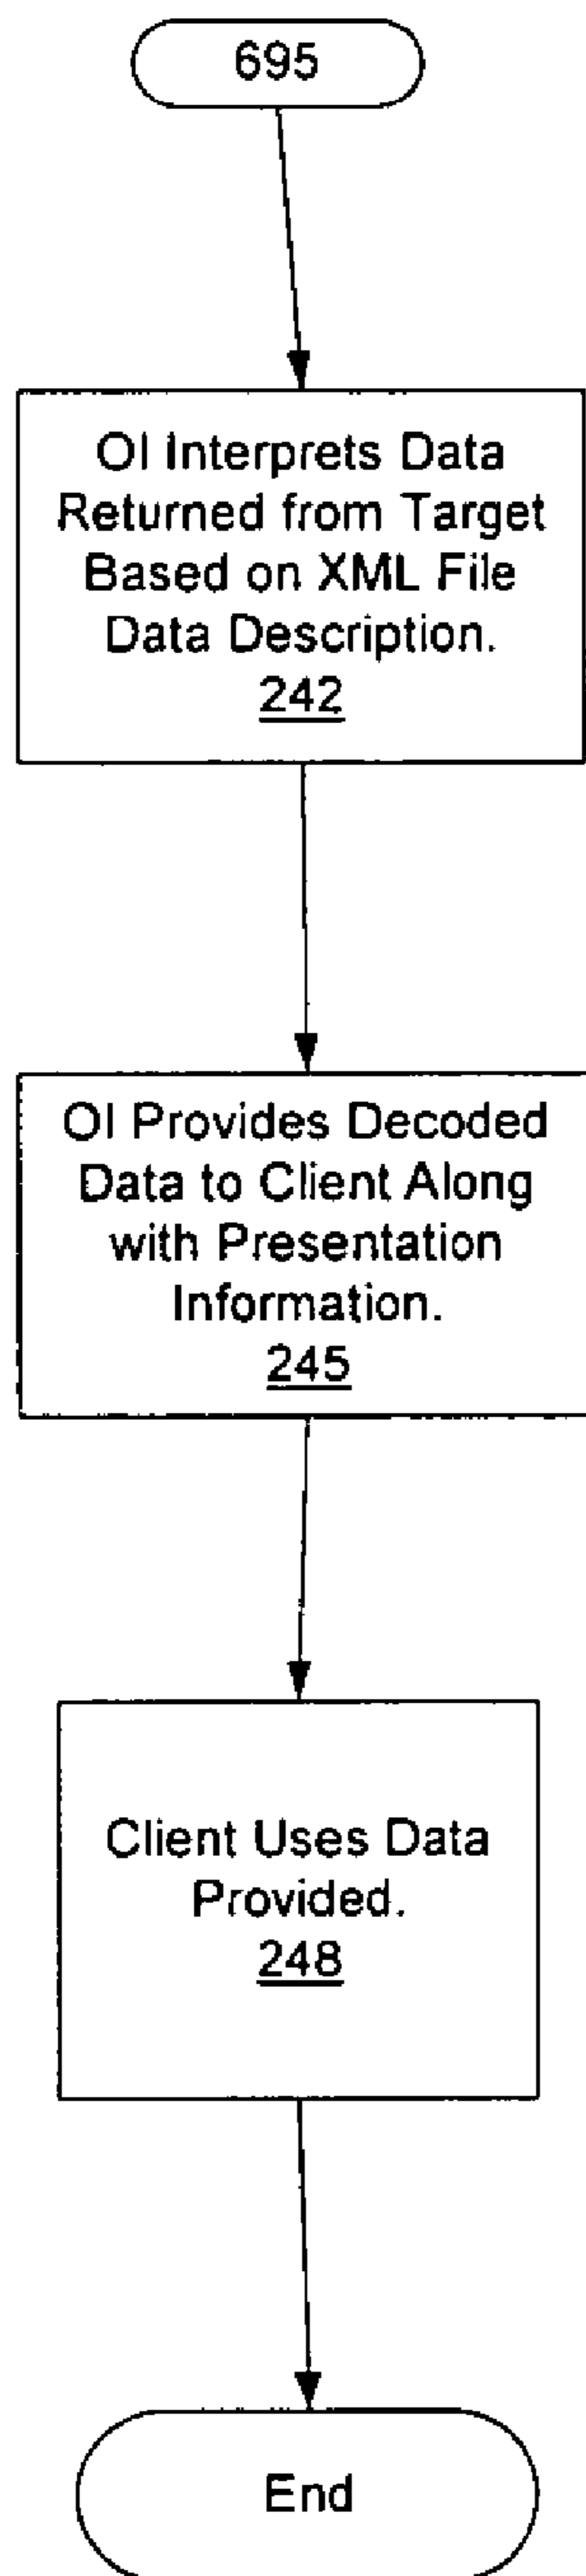 695
OI Interprets Data
Returned from Target
Based on XML File
Data Description.
242
OI Provides Decoded
Data to Client Along
with Presentation
Information.
245
Client Uses Data
Provided.
248
End